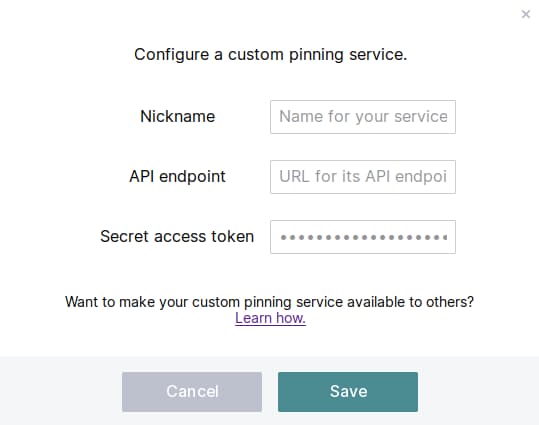 ×
Configure a custom pinning service.
Nickname
Name for your service
API endpoint
URL for its API endpoi
Secret access token
•••••••••••••••••••
Want to make your custom pinning service available to others?
Learn how.
Cancel
Save